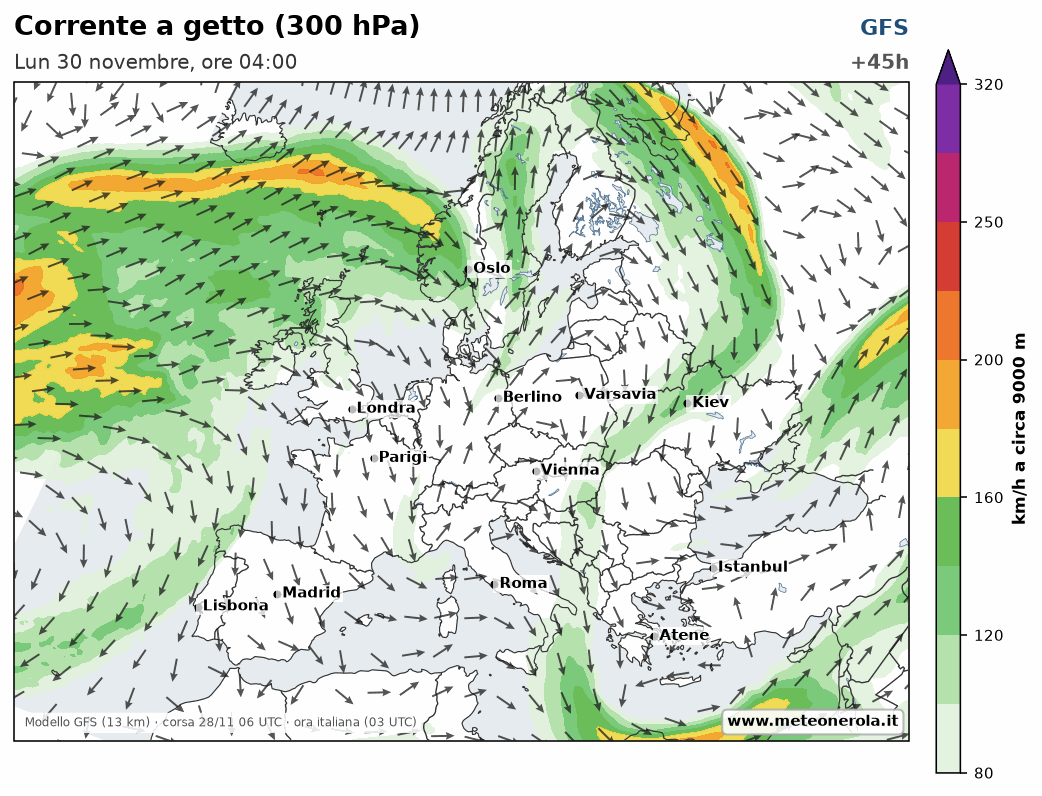 Corrente a getto (300 hPa)
GFS
Lun 30 novembre, ore 04:00
+45h
320
250
200
160
120
80
km/h a circa 9000 m
Oslo
Berlino
Varsavia
Kiev
Londra
Parigi
Vienna
Istanbul
Roma
Madrid
Lisbona
Atene
Modello GFS (13 km) · corsa 28/11 06 UTC · ora italiana (03 UTC)
www.meteonerola.it